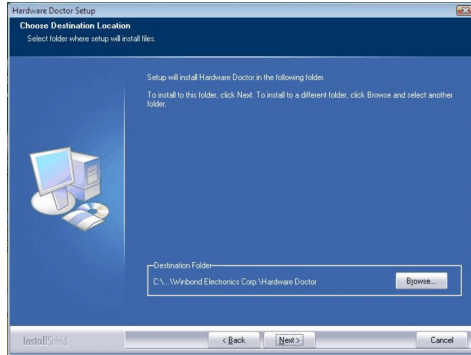 Hardware Doctor Setup
Choose Destination Location
Select folder where setup will install files.
Setup will install Hardware Doctor in the following folder.
To install to this folder, click Next. To install to a different folder, click Browse and select another
folder.
Destination Folder
C:\...\Winbond Electronics Corp.\Hardware Doctor
Browse...
InstallShield
< Back
Next >
Cancel